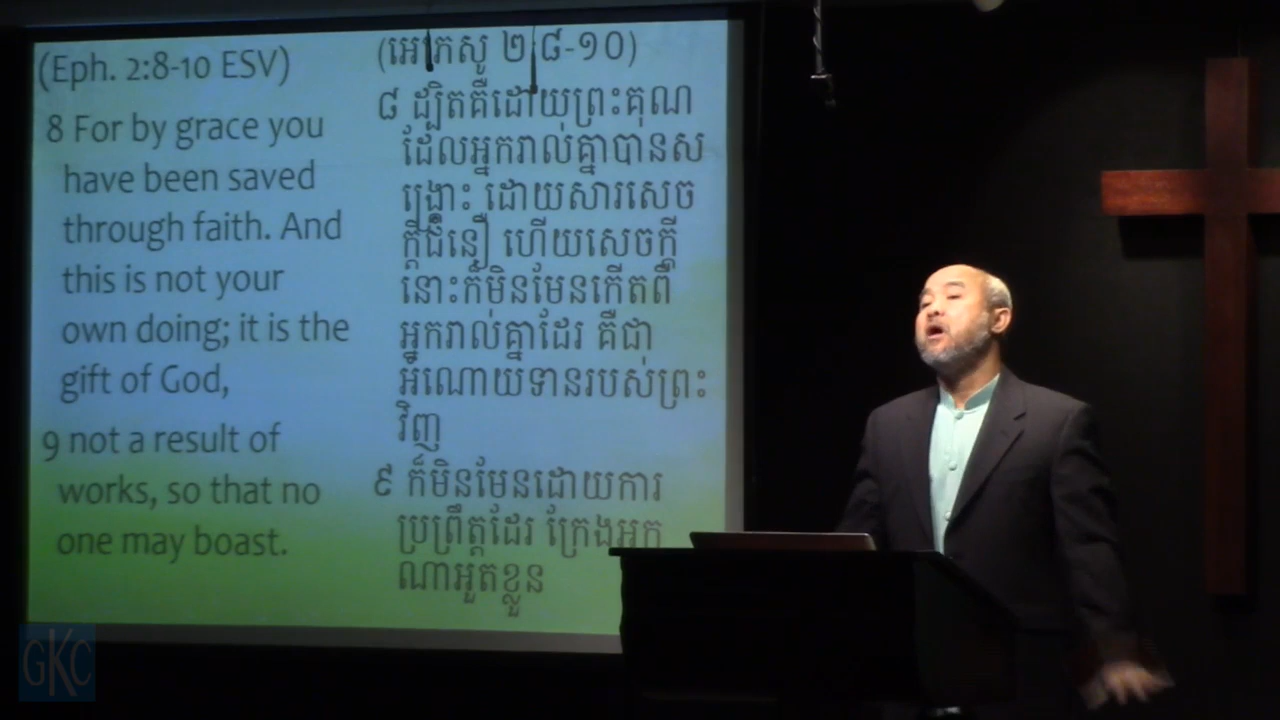 (Eph. 2:8-10 ESV)
8 For by grace you
have been saved
through faith. And
this is not your
own doing; it is the
gift of God,
9 not a result of
works, so that no
one may boast.
(អេភេសូ ២:៨-១០)
៨ ដ្បិតគឺដោយព្រះគុណ
ដែលអ្នករាល់គ្នាបានស
ង្គ្រោះ ដោយសារសេច
ក្ដីជំនឿ ហើយសេចក្ដី
នោះក៏មិនមែនកើតពី
អ្នករាល់គ្នាដែរ គឺជា
អំណោយទានរបស់ព្រះ
វិញ
៩ ក៏មិនមែនដោយការ
ប្រព្រឹត្តដែរ ក្រែងអ្នក
ណាអួតខ្លួន
GKC